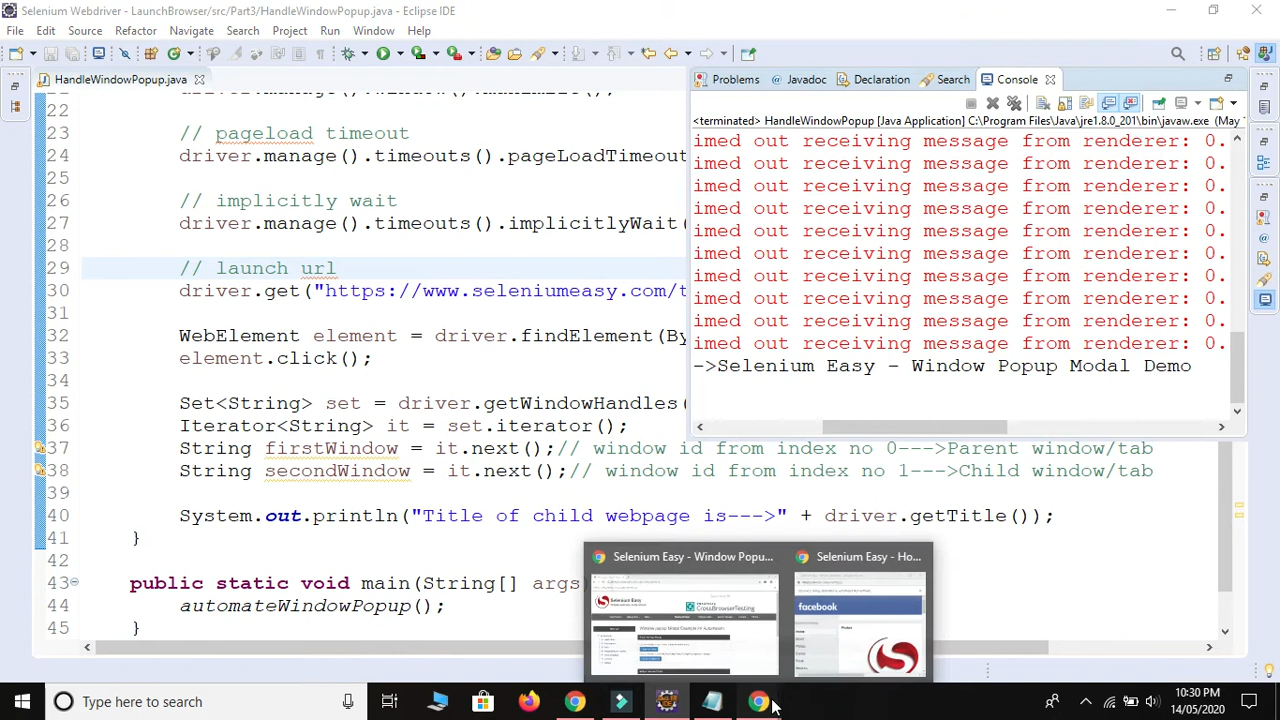 Selenium Webdriver - LaunchBrowser/src/Part3/HandleWindowPopup.java - Eclipse IDE
File Edit Source Refactor Navigate Search Project Run Window Help
HandleWindowPopup.java
22
23 // pageload timeout
24 driver.manage().timeouts().pageLoadTimeout
25
26 // implicitly wait
27 driver.manage().timeouts().implicitlyWait(
28
29 // launch url
30 driver.get("https://www.seleniumeasy.com/t
31
32 WebElement element = driver.findElement(By
33 element.click();
34
35 Set<String> set = driver.getWindowHandles(
36 Iterator<String> it = set.iterator();
37 String firstWindow = it.next();// window id from index no 0--->Parent window/tab
38 String secondWindow = it.next();// window id from index no 1--->Child window/tab
39
40 System.out.println("Title of child webpage is--->" + driver.getTitle());
41 }
42
43 public static void main(String[] args
44 automateWindowPopup();
45 }
Problems Javadoc Declaration Search Console
<terminated> HandleWindowPopup [Java Application] C:\Program Files\Java\jre1.8.0_201\bin\javaw.exe (May
imed out receiving message from renderer: 0.
imed out receiving message from renderer: 0.
imed out receiving message from renderer: 0.
imed out receiving message from renderer: 0.
imed out receiving message from renderer: 0.
imed out receiving message from renderer: 0.
imed out receiving message from renderer: 0.
imed out receiving message from renderer: 0.
imed out receiving message from renderer: 0.
imed out receiving message from renderer: 0.
->Selenium Easy - Window Popup Modal Demo
Selenium Easy - Window Popu...
Selenium Easy
CrossBrowserTesting
Selenium Easy - Ho...
facebook
Type here to search
10:30 PM
14/05/2020